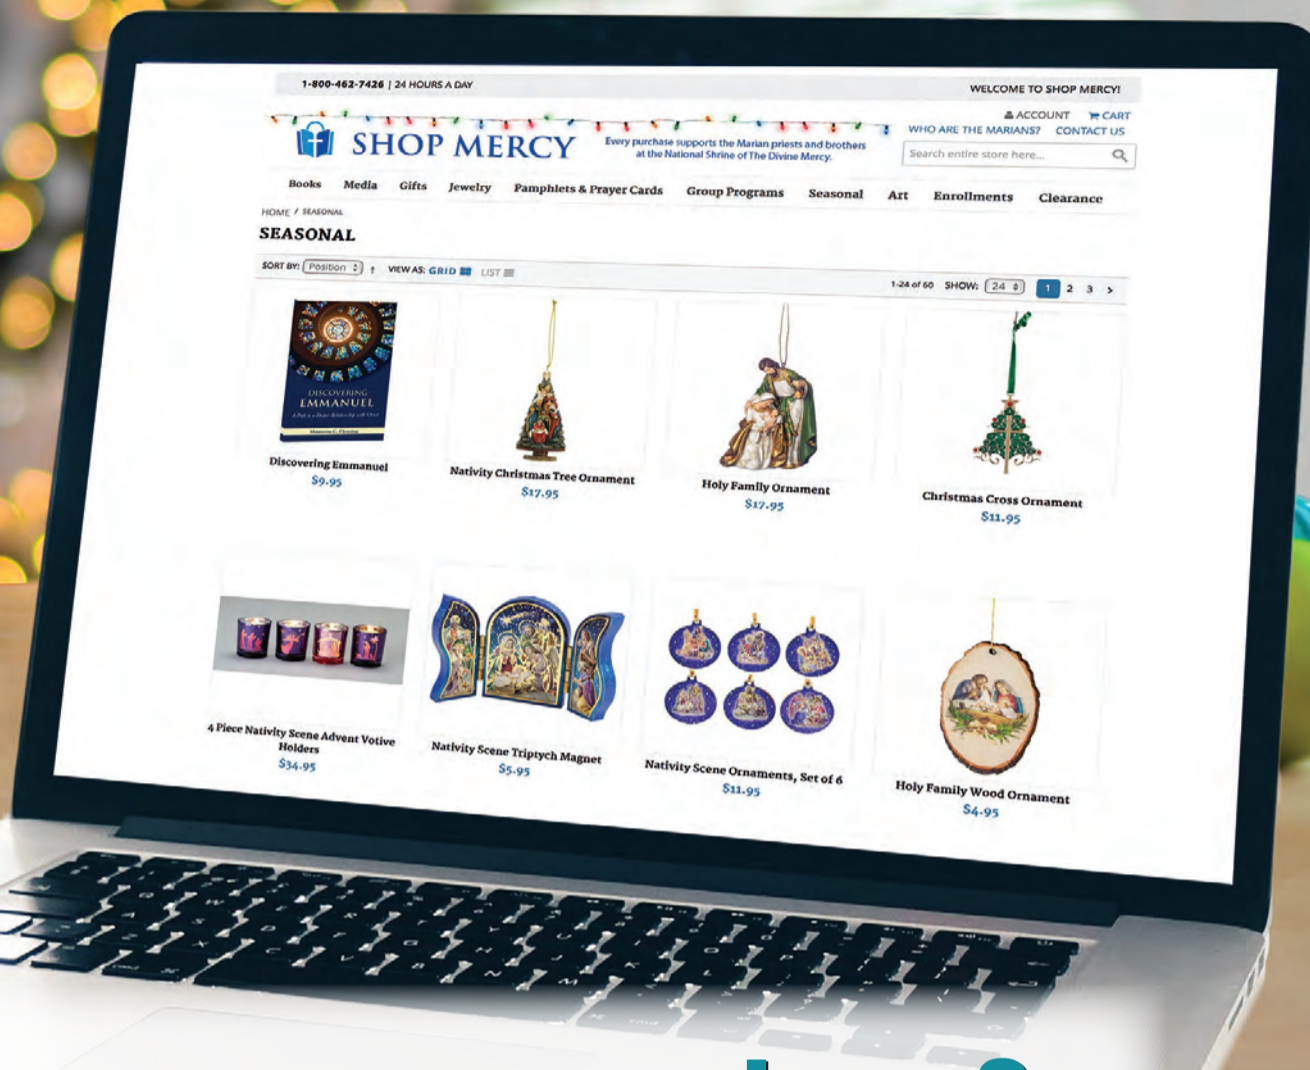 1-800-462-7426 | 24 HOURS A DAY
WELCOME TO SHOP MERCY!
ACCOUNT CART
WHO ARE THE MARIANS? CONTACT US
SHOP MERCY
Every purchase supports the Marian priests and brothers
at the National Shrine of The Divine Mercy.
Search entire store here...
Books Media Gifts Jewelry Pamphlets & Prayer Cards Group Programs Seasonal Art Enrollments Clearance
HOME / SEASONAL
SEASONAL
SORT BY: Position VIEW AS: GRID LIST
1-24 of 60 SHOW: 24 1 2 3 >
DISCOVERING
EMMANUEL
A Path to a Deeper Relationship with Christ
Discovering Emmanuel
$9.95
Nativity Christmas Tree Ornament
$17.95
Holy Family Ornament
$17.95
Christmas Cross Ornament
$11.95
4 Piece Nativity Scene Advent Votive
Holders
$34.95
Nativity Scene Triptych Magnet
$5.95
Nativity Scene Ornaments, Set of 6
$11.95
Holy Family Wood Ornament
$4.95